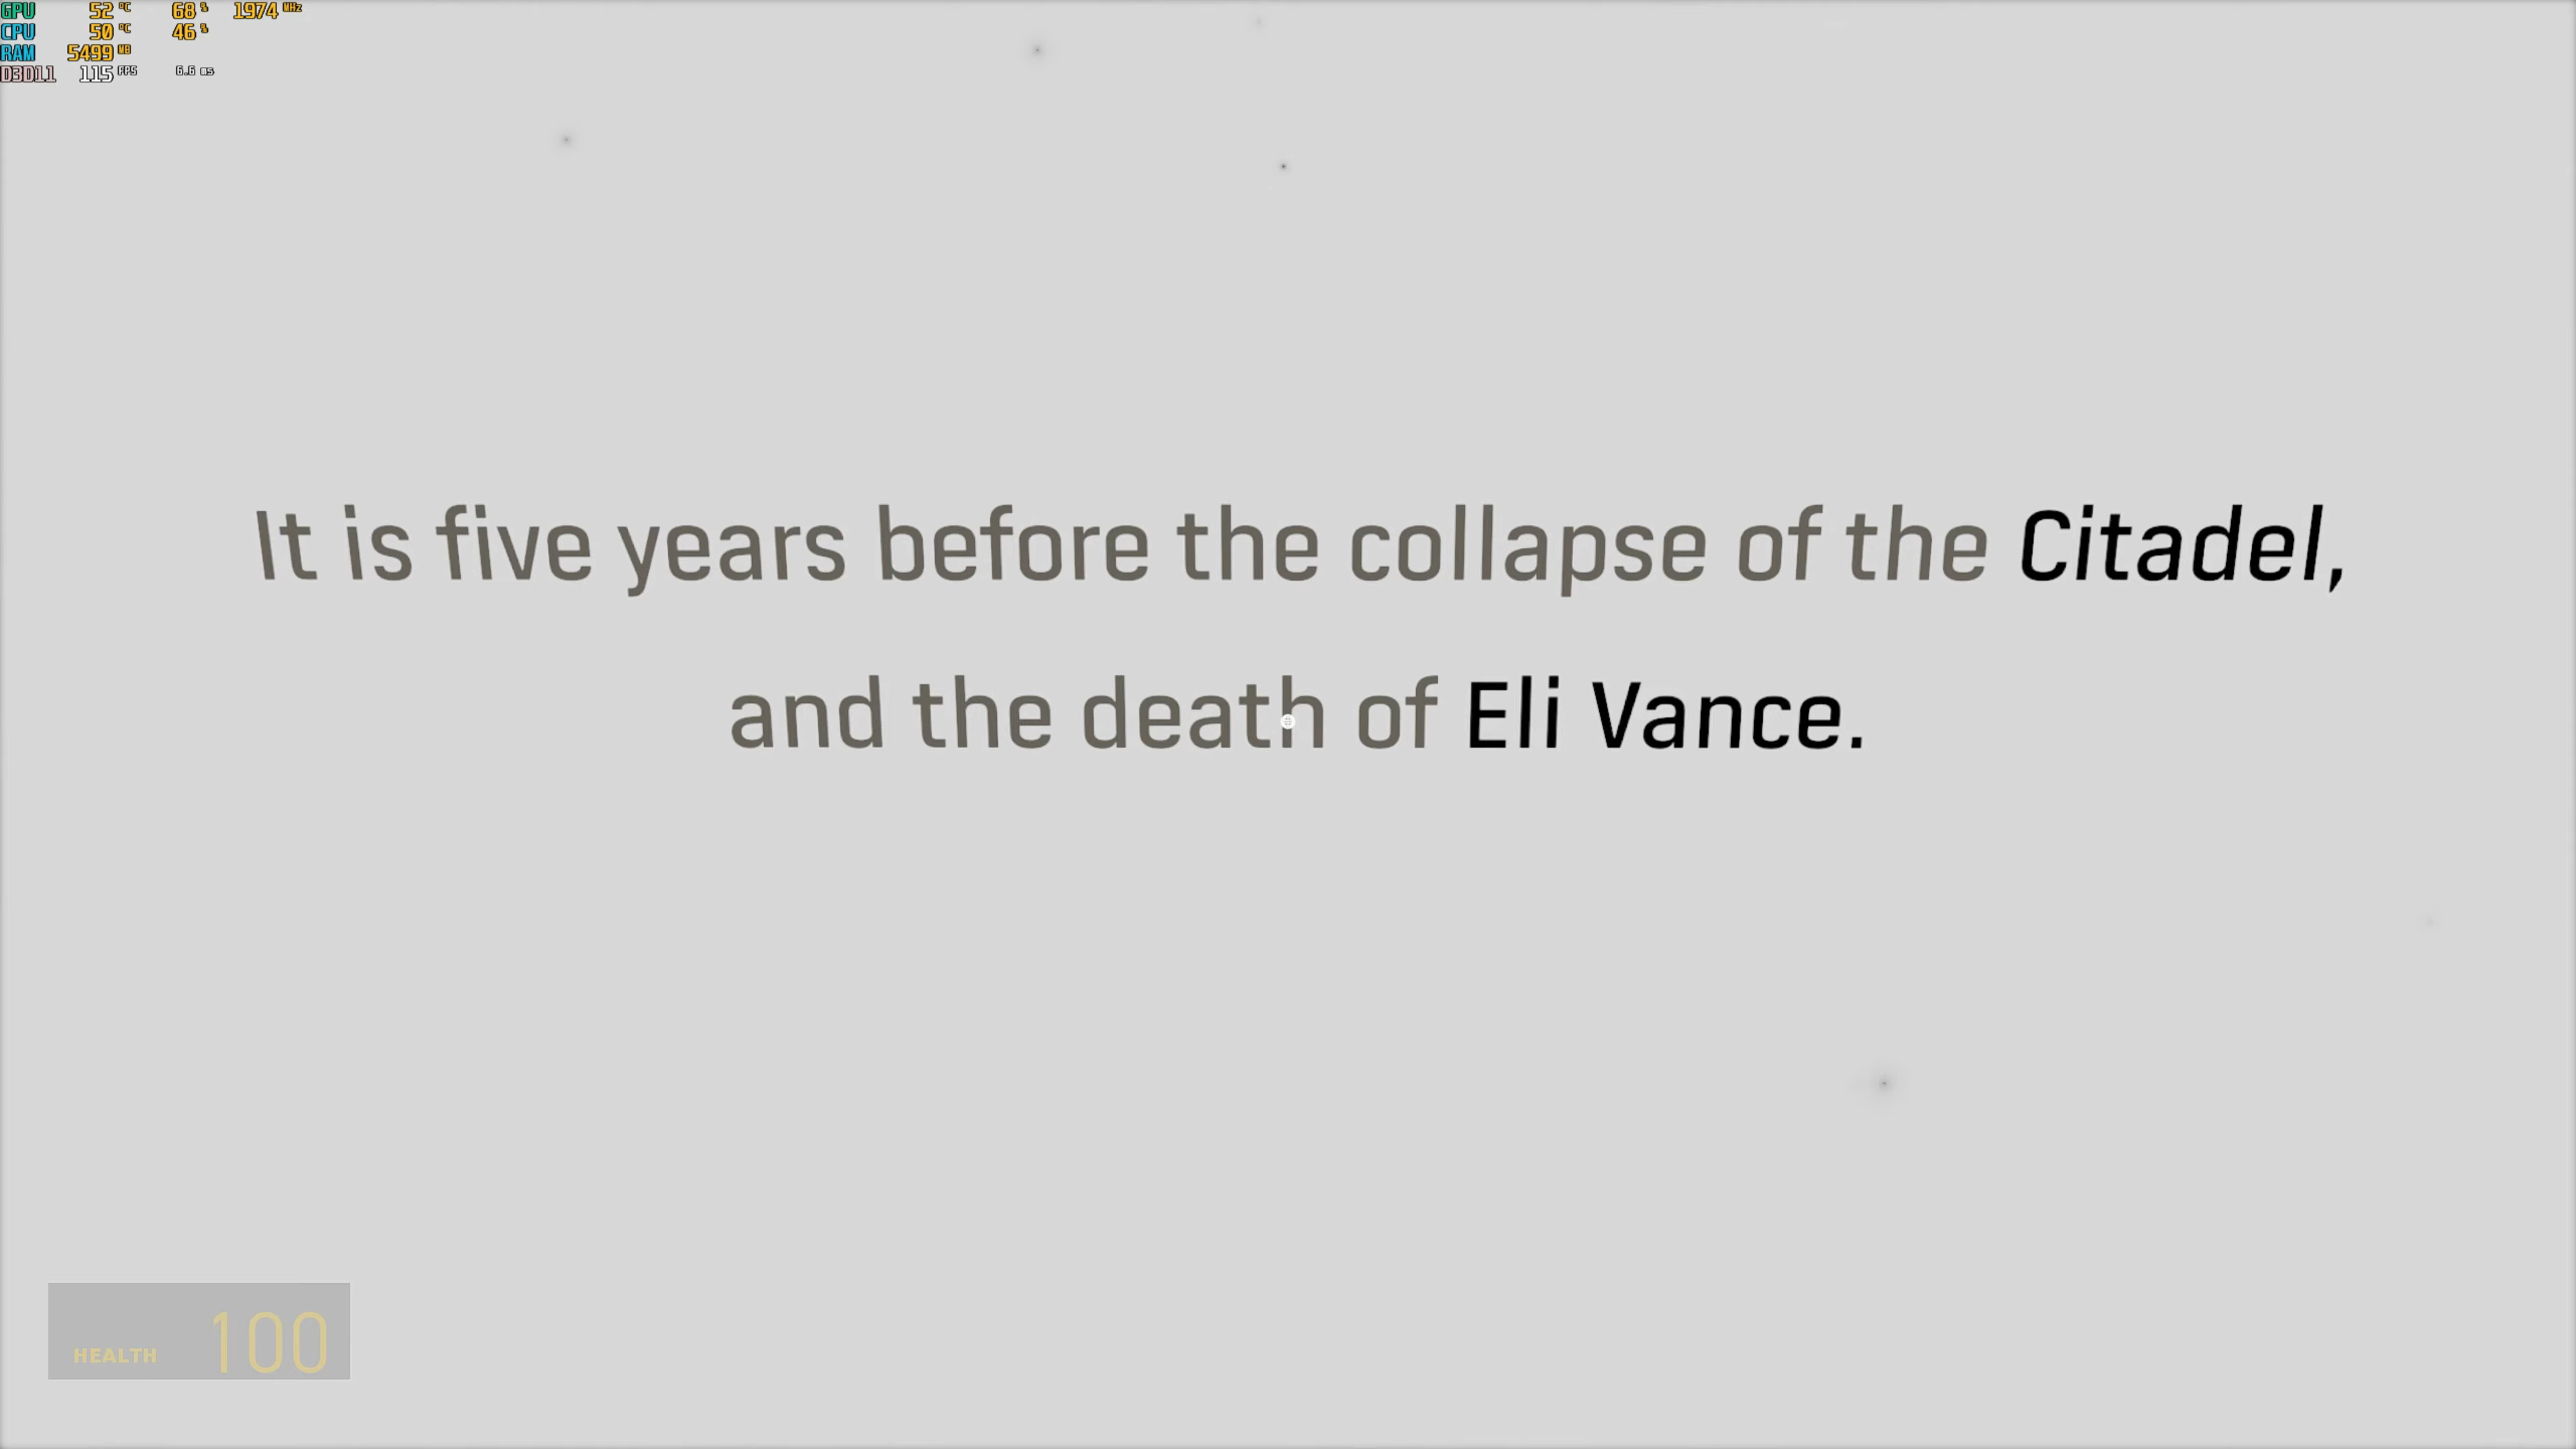 GPU 52 °C 68 % 1974 MHz
CPU 50 °C 46 %
RAM 5499 MB
D3D11 115 FPS 6.6 ms
It is five years before the collapse of the Citadel,
and the death of Eli Vance.
HEALTH 100